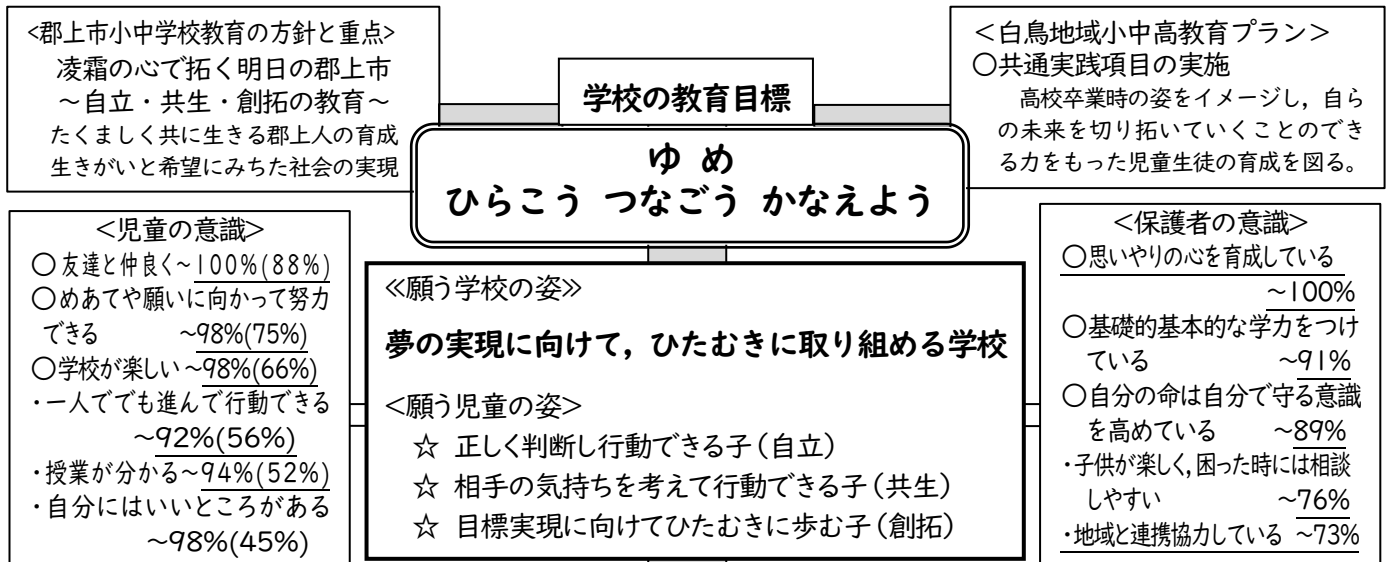 <郡上市小中学校教育の方針と重点>
凌霜の心で拓く明日の郡上市
~自立・共生・創拓の教育~
たくましく共に生きる郡上人の育成
生きがいと希望にみちた社会の実現
学校の教育目標
ゆ め
ひらこう つなごう かなえよう
<白鳥地域小中高教育プラン>
○共通実践項目の実施
高校卒業時の姿をイメージし，自ら
の未来を切り拓いていくことのでき
る力をもった児童生徒の育成を図る。
<児童の意識>
○友達と仲良く~100%(88%)
○めあてや願いに向かって努力
できる ~98%(75%)
○学校が楽しい~98%(66%)
・一人ででも進んで行動できる
~92%(56%)
・授業が分かる~94%(52%)
・自分にはいいところがある
~98%(45%)
≪願う学校の姿≫
夢の実現に向けて，ひたむきに取り組める学校
<願う児童の姿>
☆ 正しく判断し行動できる子(自立)
☆ 相手の気持ちを考えて行動できる子(共生)
☆ 目標実現に向けてひたむきに歩む子(創拓)
<保護者の意識>
○思いやりの心を育成している
~100%
○基礎的基本的な学力をつけ
ている ~91%
○自分の命は自分で守る意識
を高めている ~89%
・子供が楽しく，困った時には相談
しやすい ~76%
・地域と連携協力している ~73%